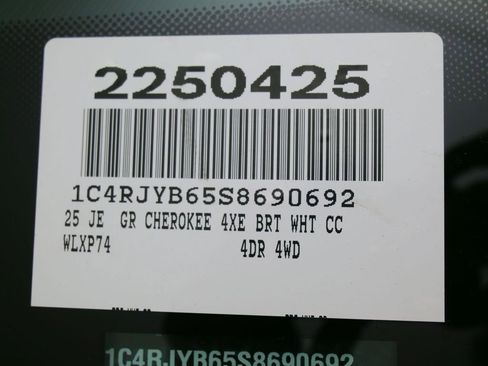 2250425
1C4RJYB65S8690692
25 JE GR CHEROKEE 4XE BRT WHT CC
WLXP74 4DR 4WD
1C4RJYB65S8690692